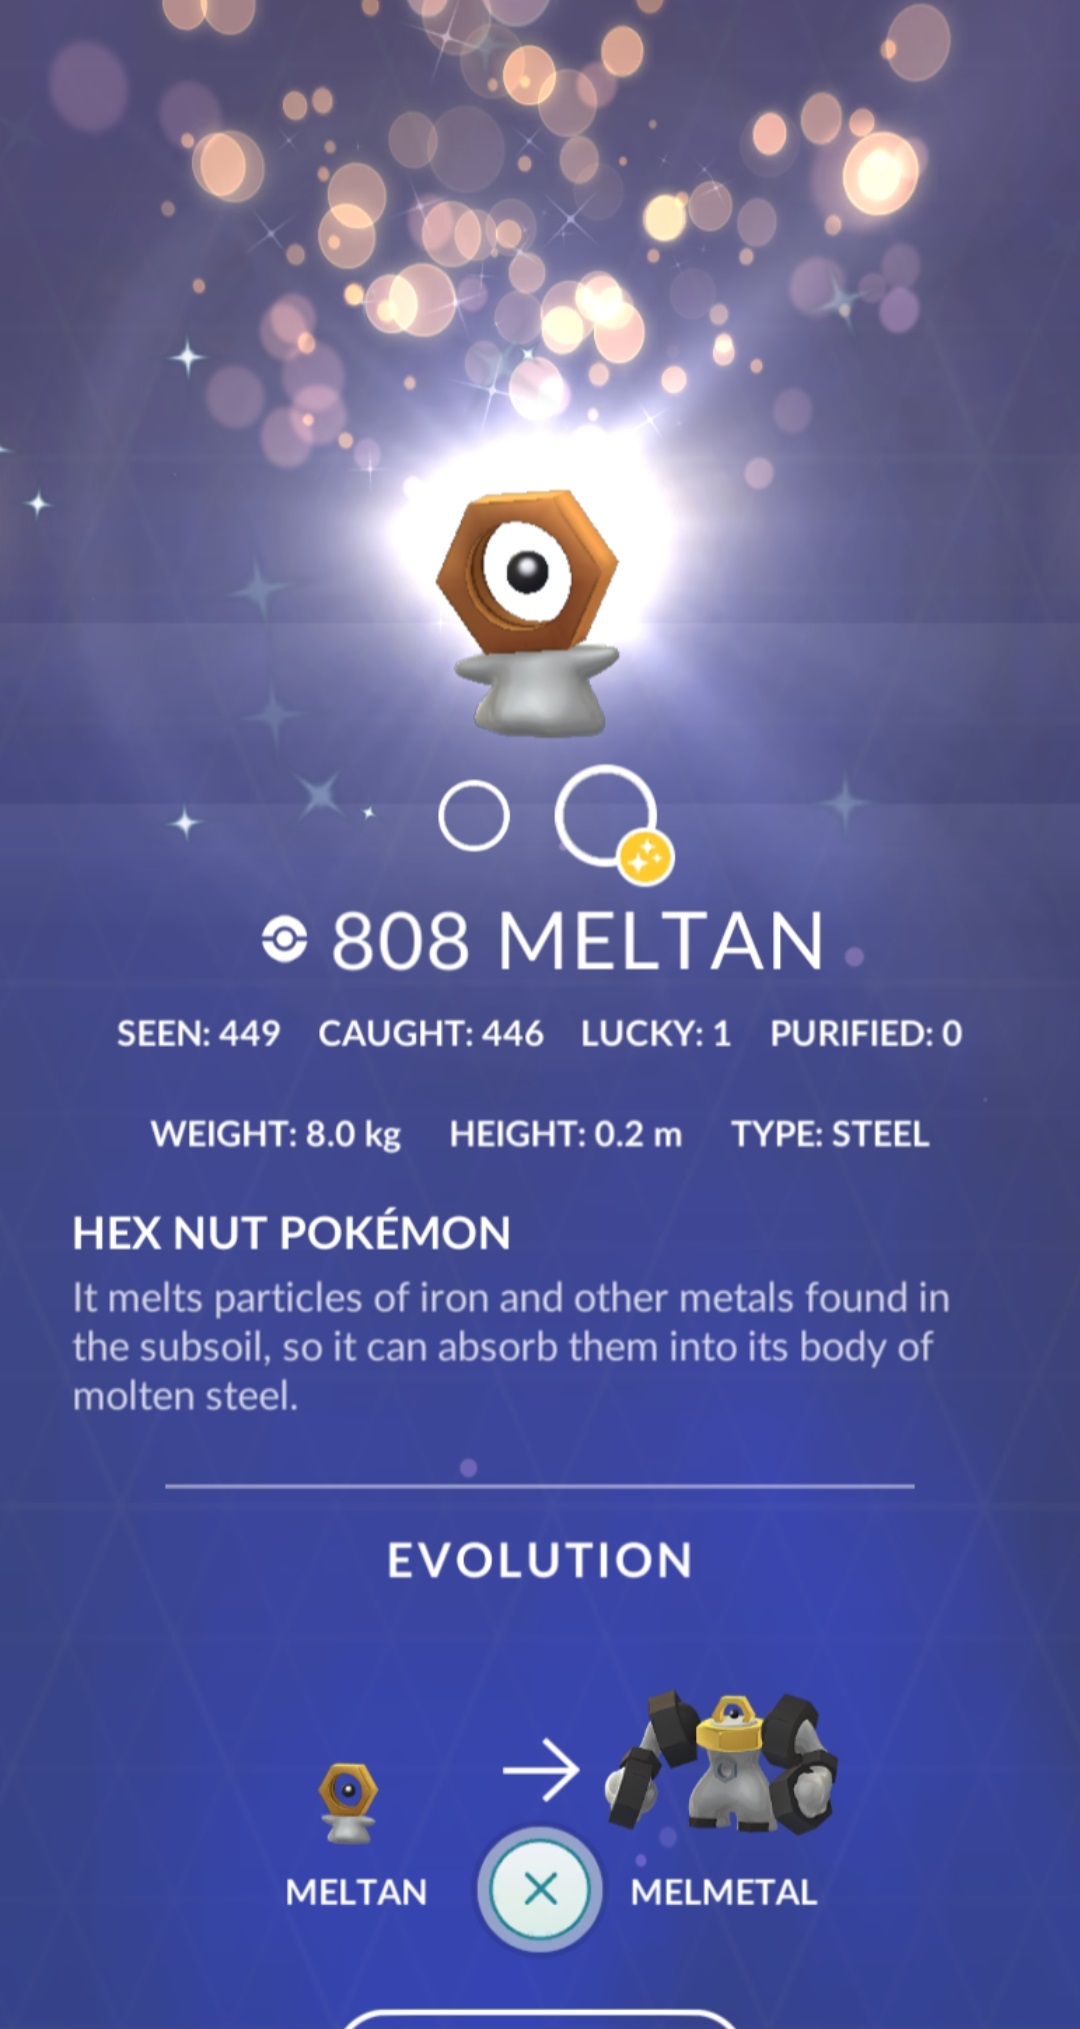 808 MELTAN
SEEN: 449 CAUGHT: 446 LUCKY: 1 PURIFIED: 0
WEIGHT: 8.0 kg HEIGHT: 0.2 m TYPE: STEEL
HEX NUT POKÉMON
It melts particles of iron and other metals found in
the subsoil, so it can absorb them into its body of
molten steel.
EVOLUTION
MELTAN MELMETAL